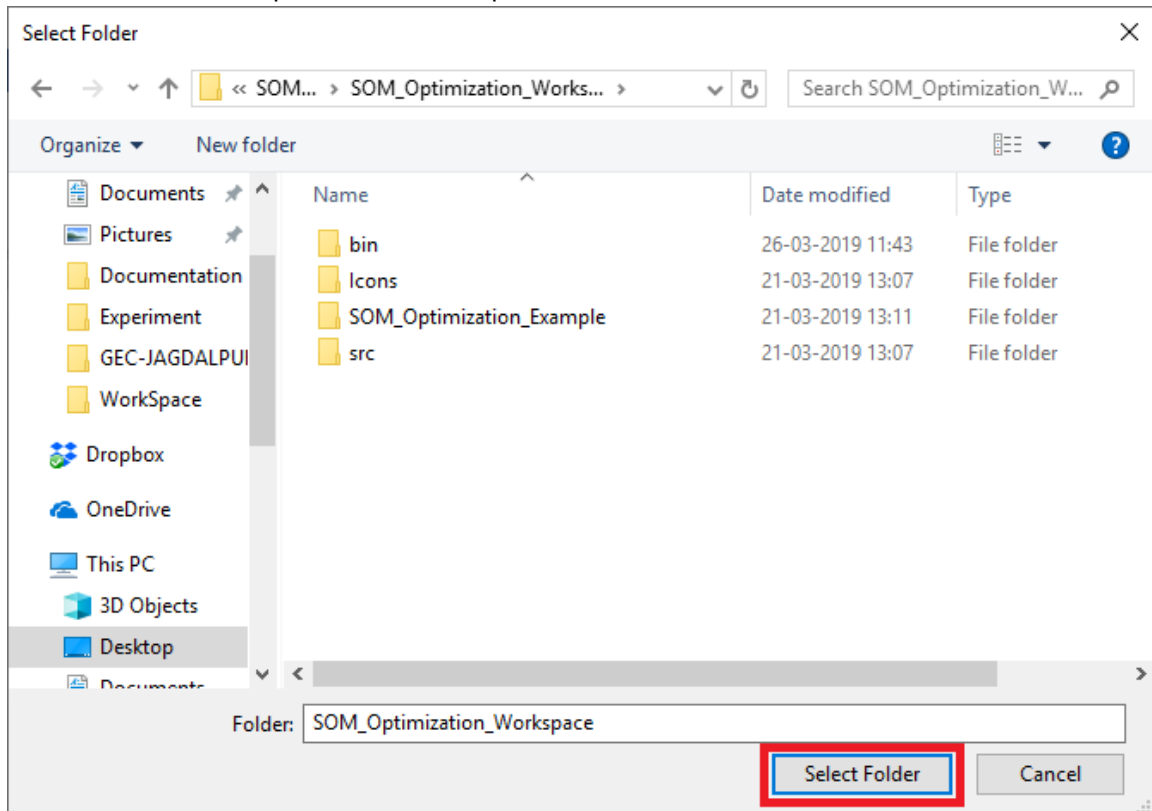 Select Folder
« SOM... > SOM_Optimization_Works... >
Search SOM_Optimization_W...
Organize
New folder
Name Date modified Type
Documents
Pictures
Documentation
Experiment
GEC-JAGDALPUI
WorkSpace
Dropbox
OneDrive
This PC
3D Objects
Desktop
Documents
bin 26-03-2019 11:43 File folder
Icons 21-03-2019 13:07 File folder
SOM_Optimization_Example 21-03-2019 13:11 File folder
src 21-03-2019 13:07 File folder
Folder: SOM_Optimization_Workspace
Select Folder Cancel